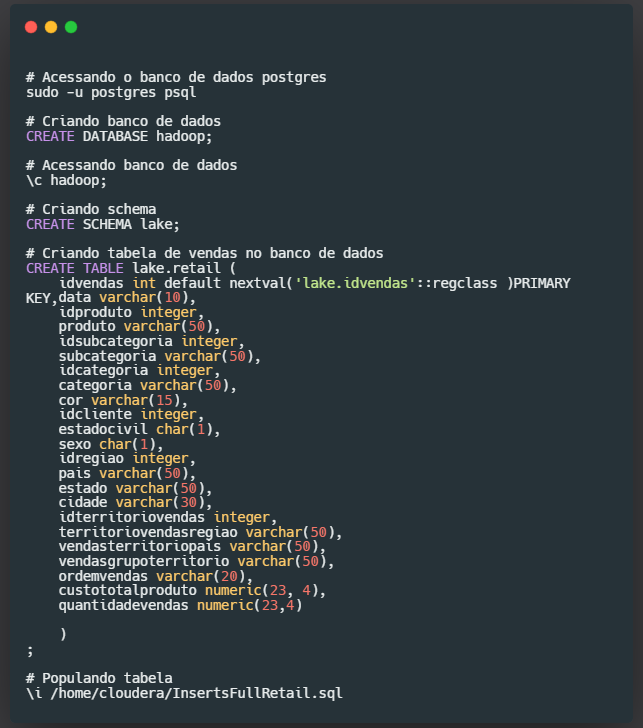 # Acessando o banco de dados postgres
sudo -u postgres psql
# Criando banco de dados
CREATE DATABASE hadoop;
# Acessando banco de dados
\c hadoop;
# Criando schema
CREATE SCHEMA lake;
# Criando tabela de vendas no banco de dados
CREATE TABLE lake.retail (
    idvendas int default nextval('lake.idvendas'::regclass )PRIMARY
KEY,data varchar(10),
    idproduto integer,
    produto varchar(50),
    idsubcategoria integer,
    subcategoria varchar(50),
    idcategoria integer,
    categoria varchar(50),
    cor varchar(15),
    idcliente integer,
    estadocivil char(1),
    sexo char(1),
    idregiao integer,
    pais varchar(50),
    estado varchar(50),
    cidade varchar(30),
    idterritoriovendas integer,
    territoriovendasregiao varchar(50),
    vendasterritoriopais varchar(50),
    vendasgrupoterritorio varchar(50),
    ordemvendas varchar(20),
    custototalproduto numeric(23, 4),
    quantidadevendas numeric(23,4)
    )
;
# Populando tabela
\i /home/cloudera/InsertsFullRetail.sql